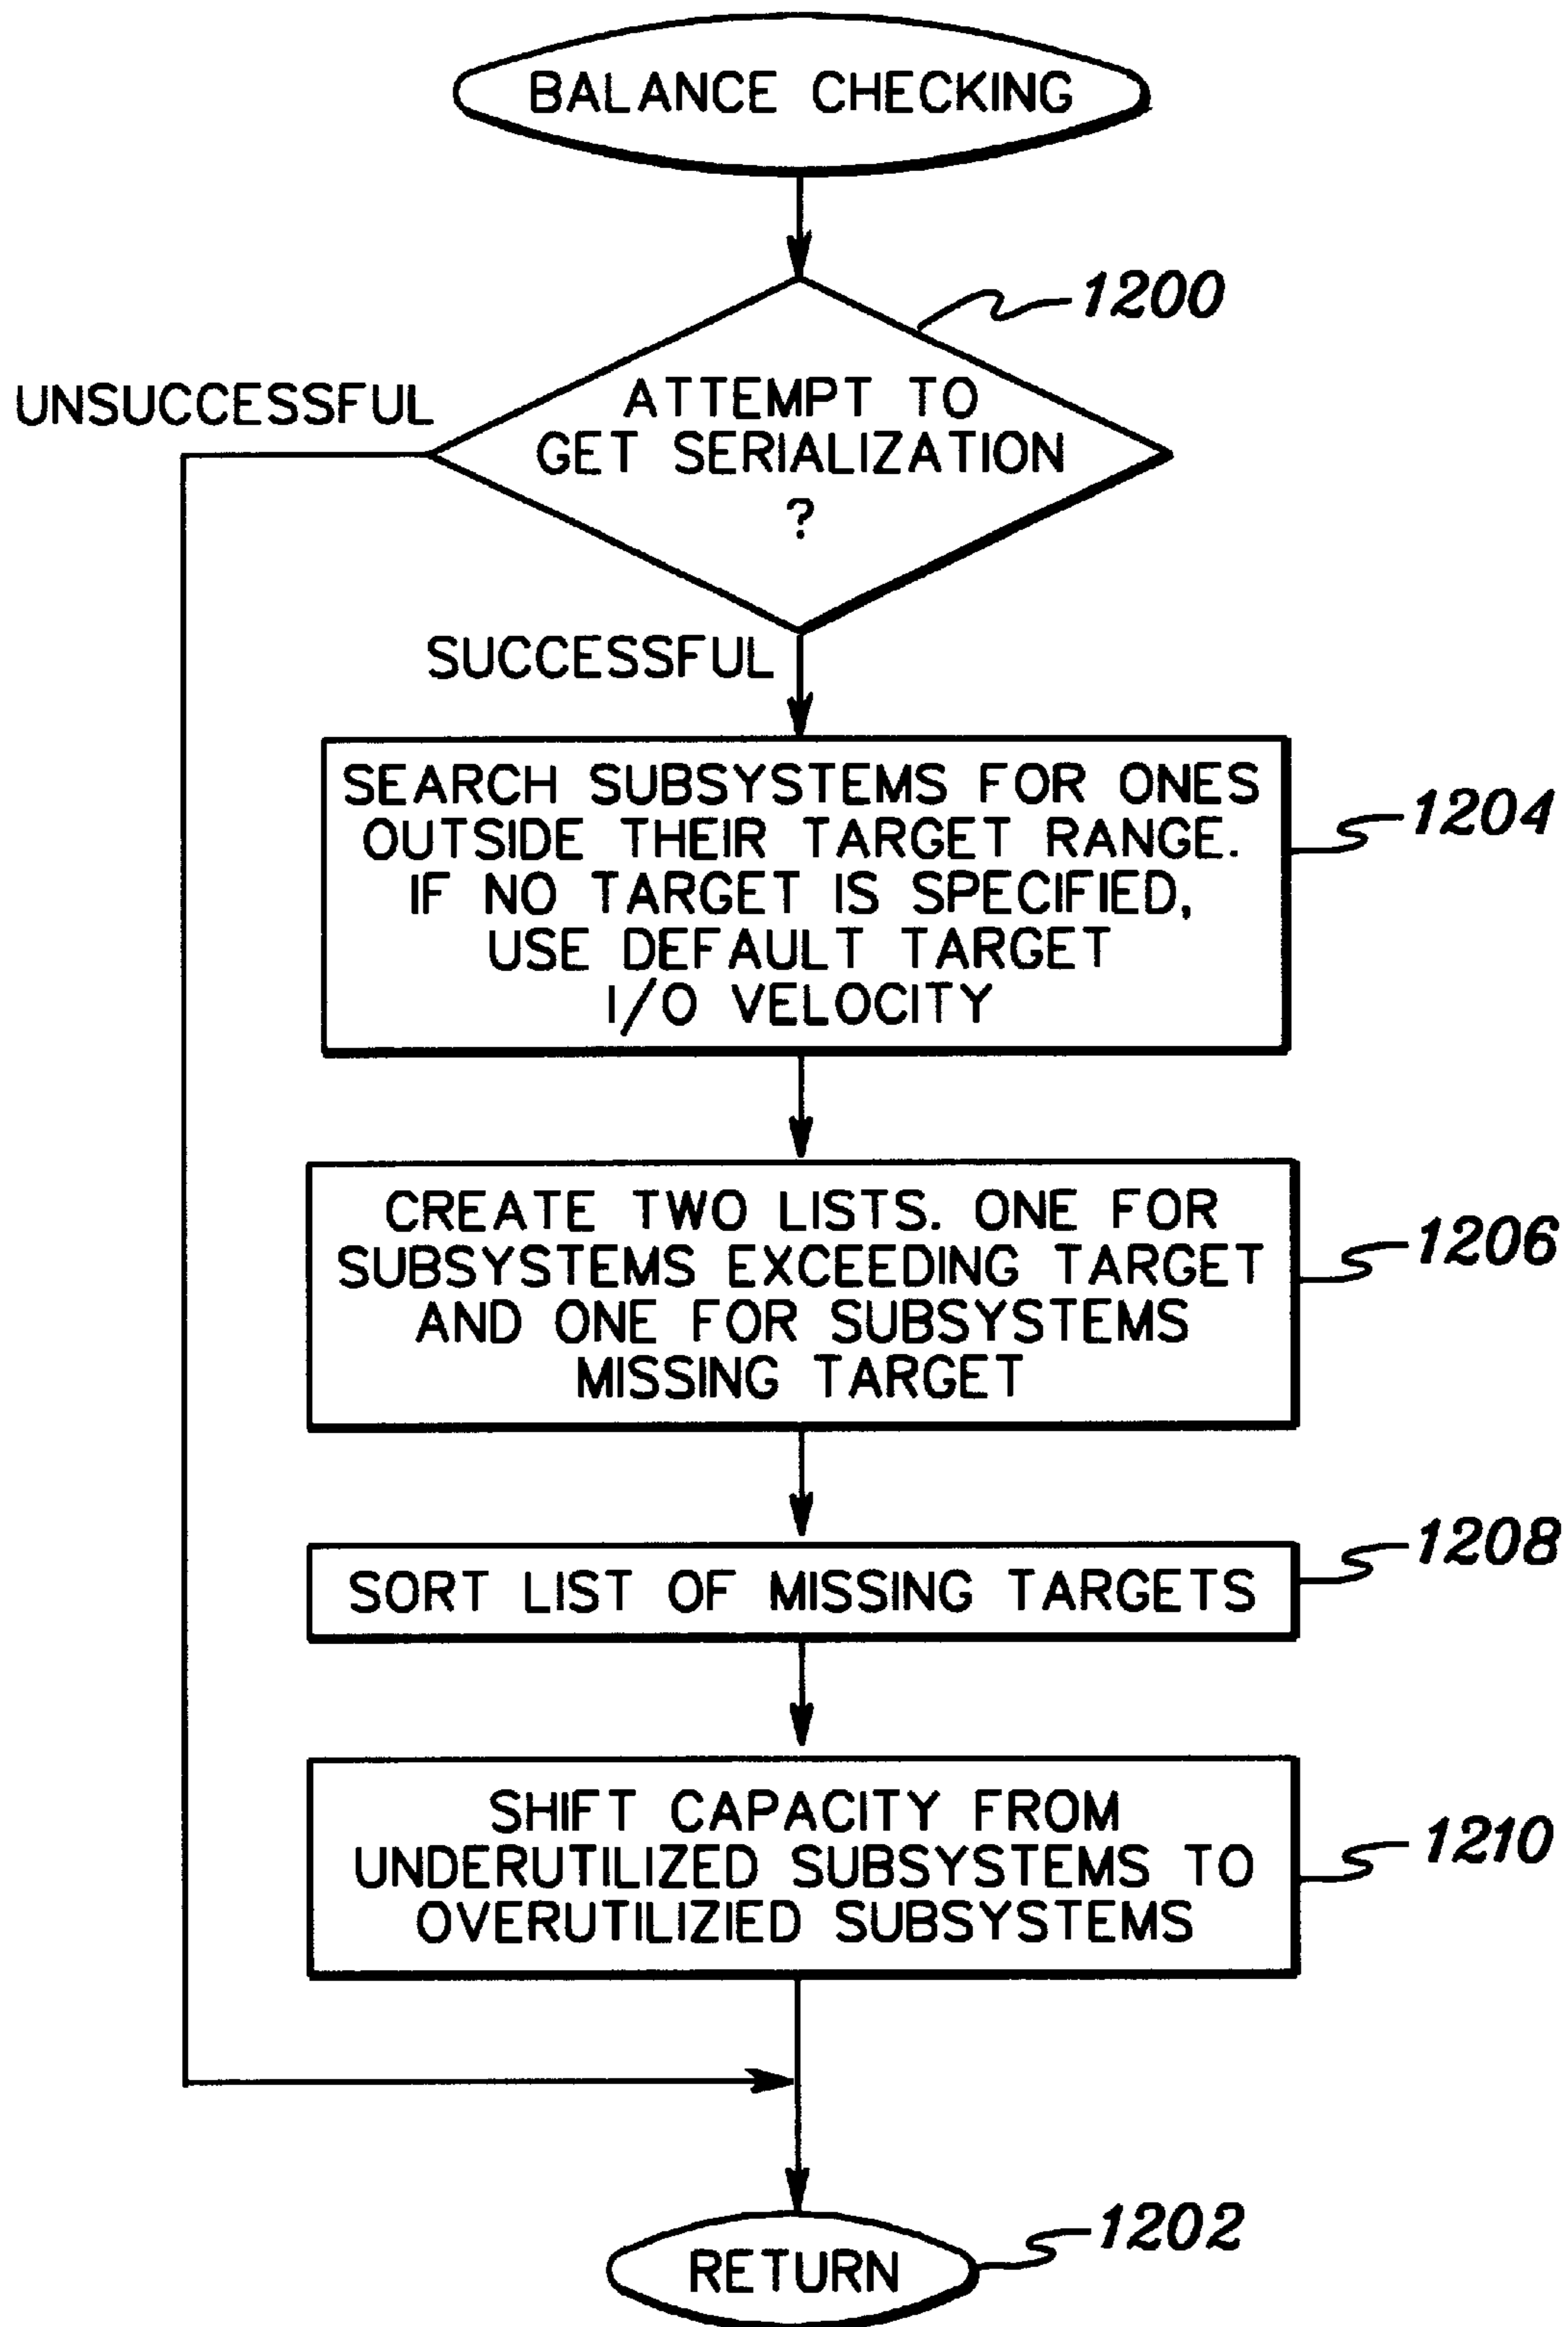 BALANCE CHECKING
1200
UNSUCCESSFUL
ATTEMPT TO
GET SERIALIZATION
?
SUCCESSFUL
SEARCH SUBSYSTEMS FOR ONES
OUTSIDE THEIR TARGET RANGE.
IF NO TARGET IS SPECIFIED,
USE DEFAULT TARGET
I/O VELOCITY
1204
CREATE TWO LISTS. ONE FOR
SUBSYSTEMS EXCEEDING TARGET
AND ONE FOR SUBSYSTEMS
MISSING TARGET
1206
SORT LIST OF MISSING TARGETS
1208
SHIFT CAPACITY FROM
UNDERUTILIZED SUBSYSTEMS TO
OVERUTILIZIED SUBSYSTEMS
1210
RETURN
1202